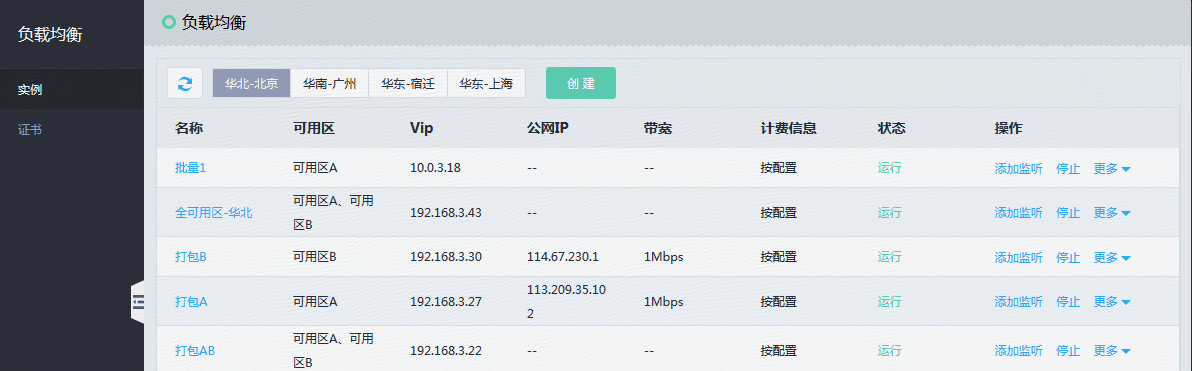 负载均衡
实例
证书
负载均衡
华北-北京 华南-广州 华东-宿迁 华东-上海 创 建
名称 可用区 Vip 公网IP 带宽 计费信息 状态 操作
批量1 可用区A 10.0.3.18 -- -- 按配置 运行 添加监听 停止 更多
全可用区-华北 可用区A、可用
区B 192.168.3.43 -- -- 按配置 运行 添加监听 停止 更多
打包B 可用区B 192.168.3.30 114.67.230.1 1Mbps 按配置 运行 添加监听 停止 更多
打包A 可用区A 192.168.3.27 113.209.35.10
2 1Mbps 按配置 运行 添加监听 停止 更多
打包AB 可用区A、可用
区B 192.168.3.22 -- -- 按配置 运行 添加监听 停止 更多